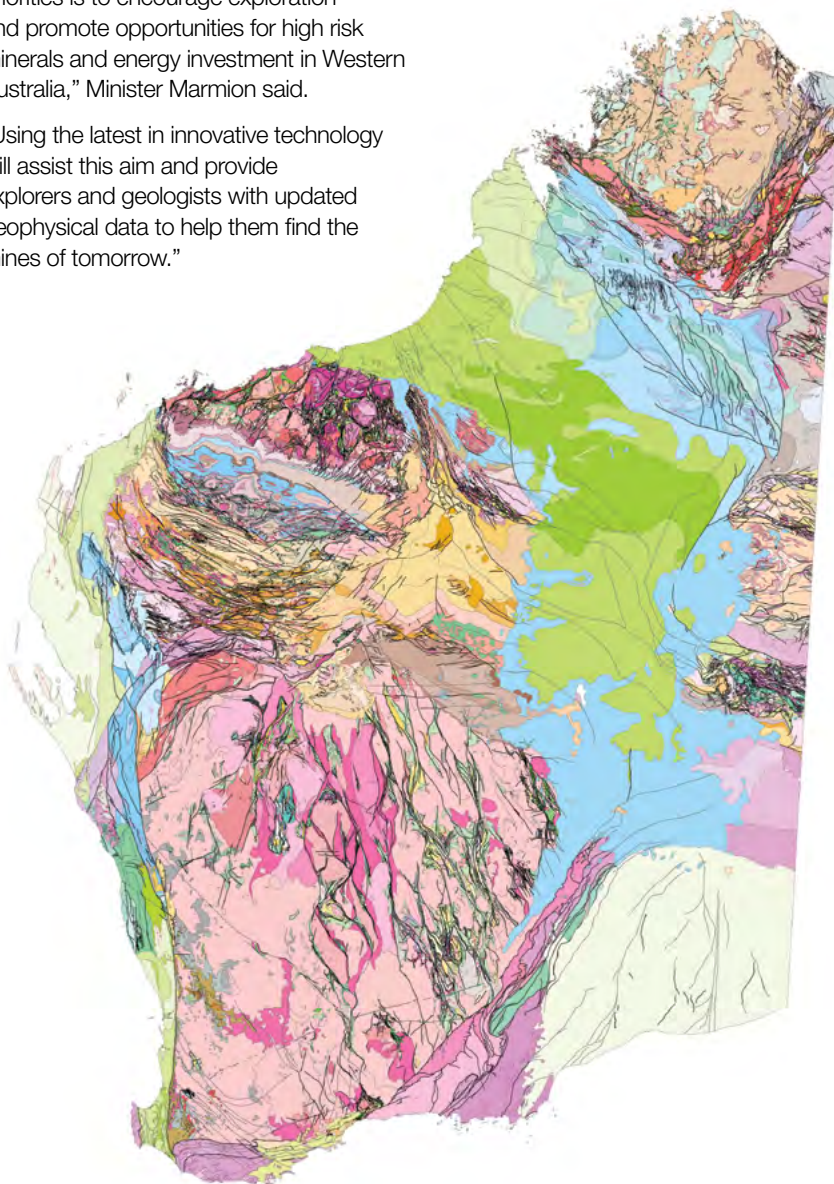 iorities is to encourage exploration
nd promote opportunities for high risk
inerals and energy investment in Western
ustralia,” Minister Marmion said.
Using the latest in innovative technology
ill assist this aim and provide
xplorers and geologists with updated
eophysical data to help them find the
ines of tomorrow.”